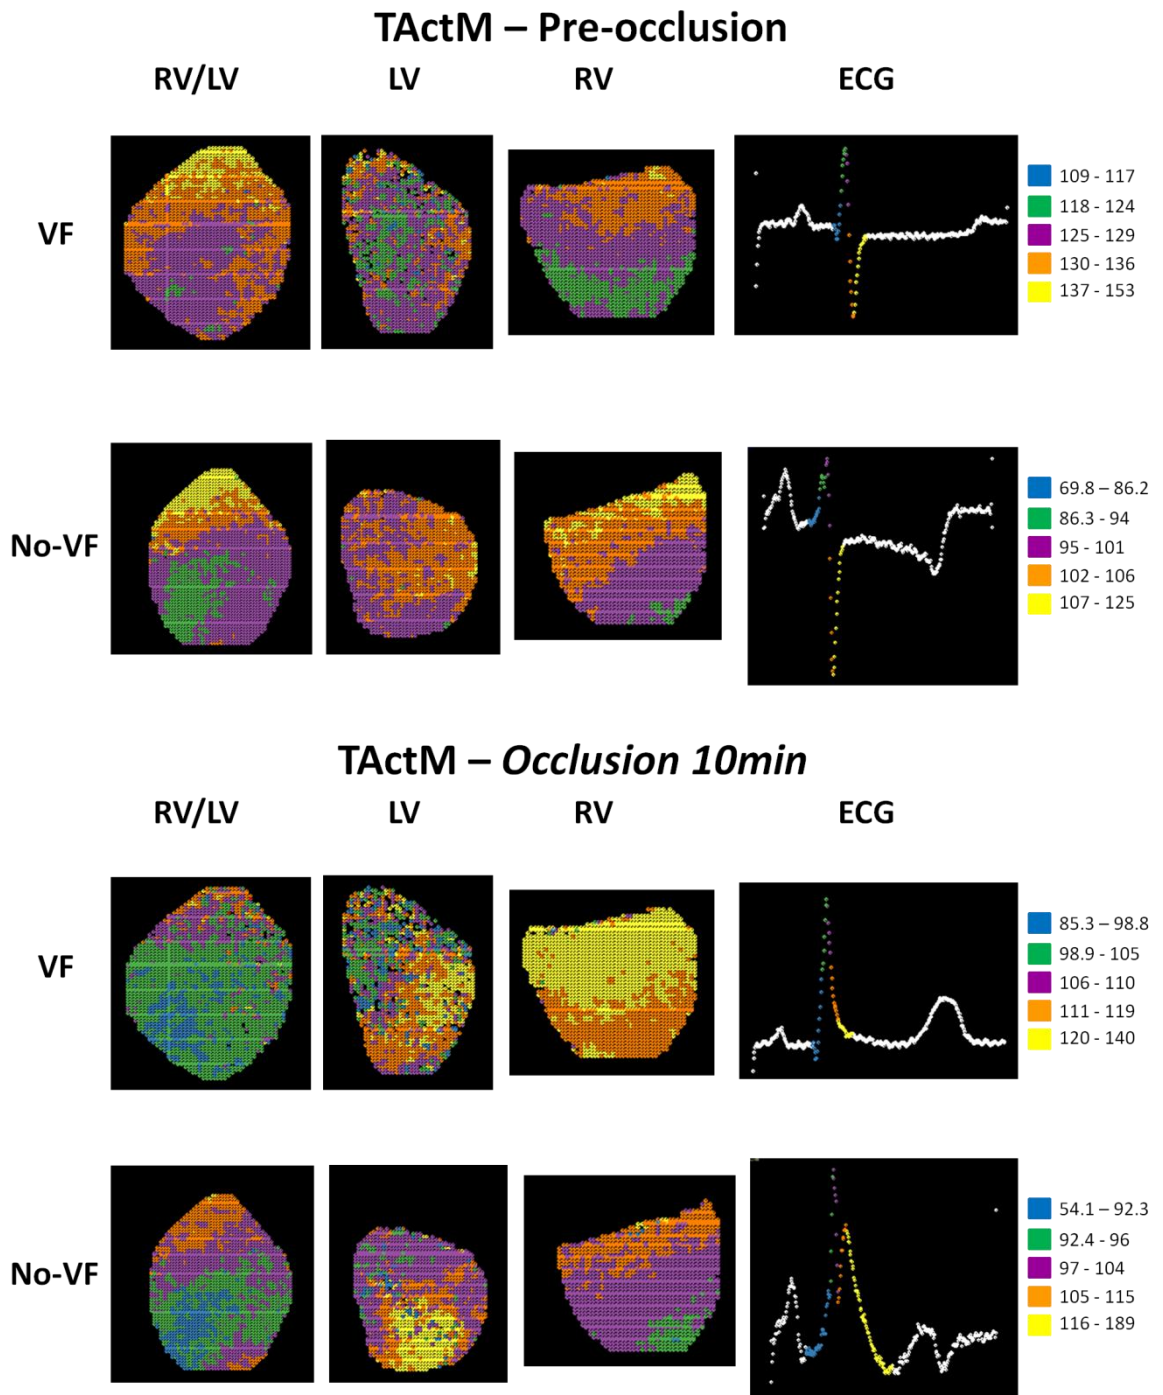 TActM – Pre-occlusion
RV/LV LV RV ECG
VF
109 - 117
118 - 124
125 - 129
130 - 136
137 - 153
No-VF
69.8 – 86.2
86.3 - 94
95 - 101
102 - 106
107 - 125
TActM – Occlusion 10min
RV/LV LV RV ECG
VF
85.3 – 98.8
98.9 - 105
106 - 110
111 - 119
120 - 140
No-VF
54.1 – 92.3
92.4 - 96
97 - 104
105 - 115
116 - 189